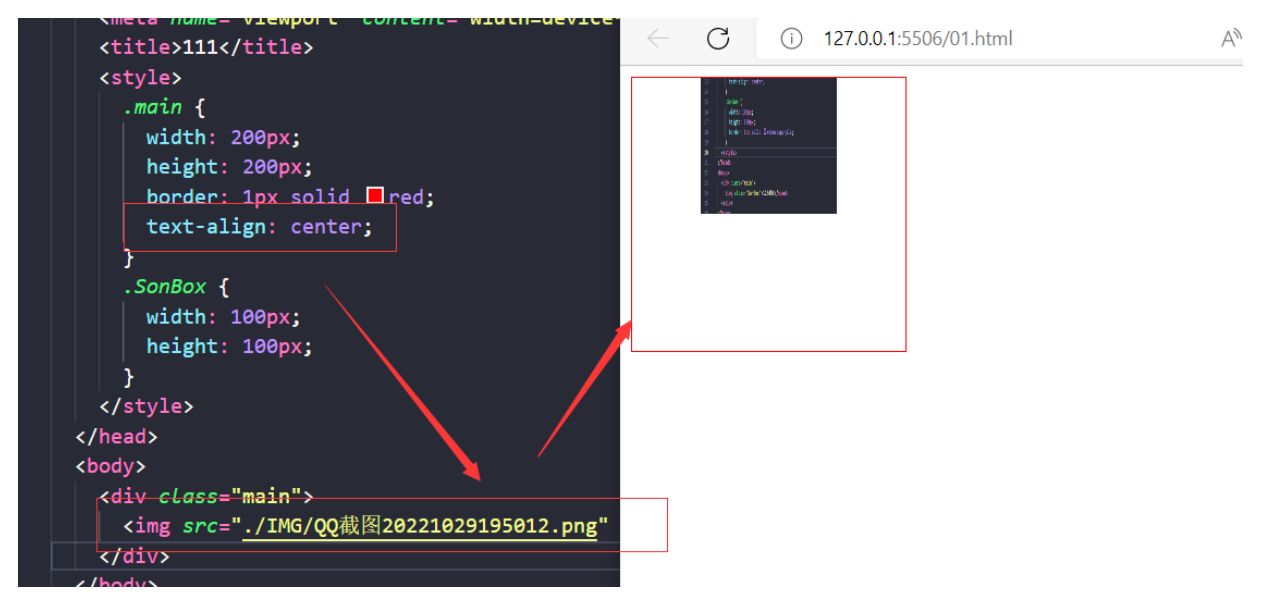 <meta name="viewport" content="width=device
<title>111</title>
<style>
.main {
width: 200px;
height: 200px;
border: 1px solid red;
text-align: center;
}
.SonBox {
width: 100px;
height: 100px;
}
</style>
</head>
<body>
<div class="main">
<img src="./IMG/QQ截图20221029195012.png"
</div>
</body>
127.0.0.1:5506/01.html
A